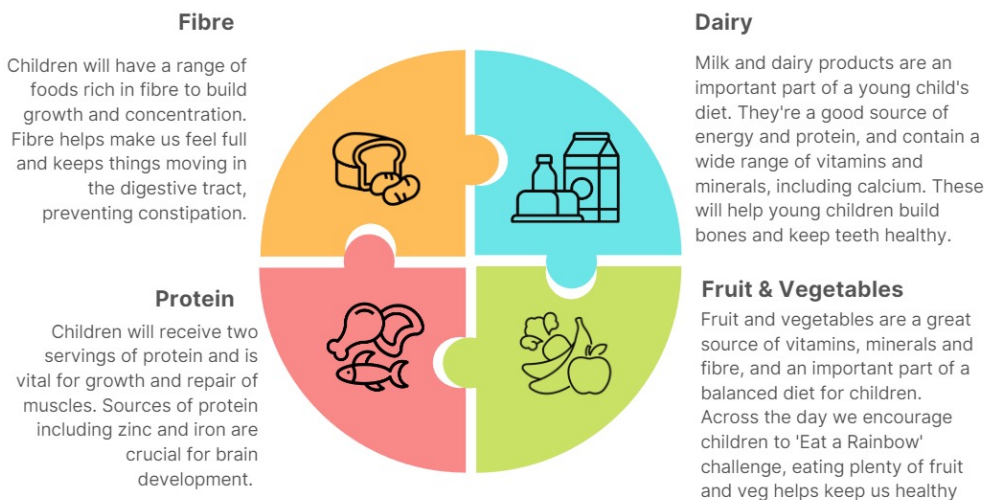 Fibre
Children will have a range of
foods rich in fibre to build
growth and concentration.
Fibre helps make us feel full
and keeps things moving in
the digestive tract,
preventing constipation.
Dairy
Milk and dairy products are an
important part of a young child's
diet. They're a good source of
energy and protein, and contain a
wide range of vitamins and
minerals, including calcium. These
will help young children build
bones and keep teeth healthy.
Protein
Children will receive two
servings of protein and is
vital for growth and repair of
muscles. Sources of protein
including zinc and iron are
crucial for brain
development.
Fruit & Vegetables
Fruit and vegetables are a great
source of vitamins, minerals and
fibre, and an important part of a
balanced diet for children.
Across the day we encourage
children to 'Eat a Rainbow'
challenge, eating plenty of fruit
and veg helps keep us healthy